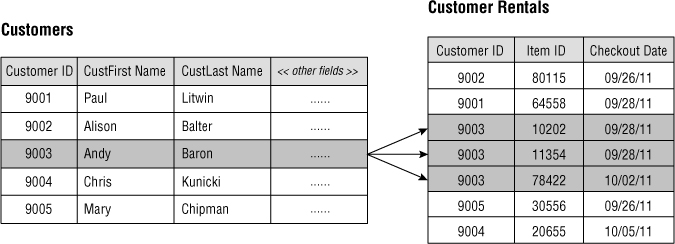 Customers
Customer ID CustFirst Name CustLast Name << other fields >>
9001 Paul Litwin ......
9002 Alison Balter ......
9003 Andy Baron ......
9004 Chris Kunicki ......
9005 Mary Chipman ......
Customer Rentals
Customer ID Item ID Checkout Date
9002 80115 09/26/11
9001 64558 09/28/11
9003 10202 09/28/11
9003 11354 09/28/11
9003 78422 10/02/11
9005 30556 09/26/11
9004 20655 10/05/11